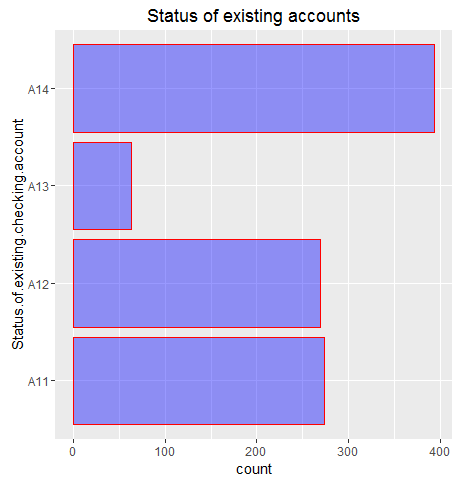 Status of existing accounts
Status.of.existing.checking.account
A14
A13
A12
A11
0 100 200 300 400
count